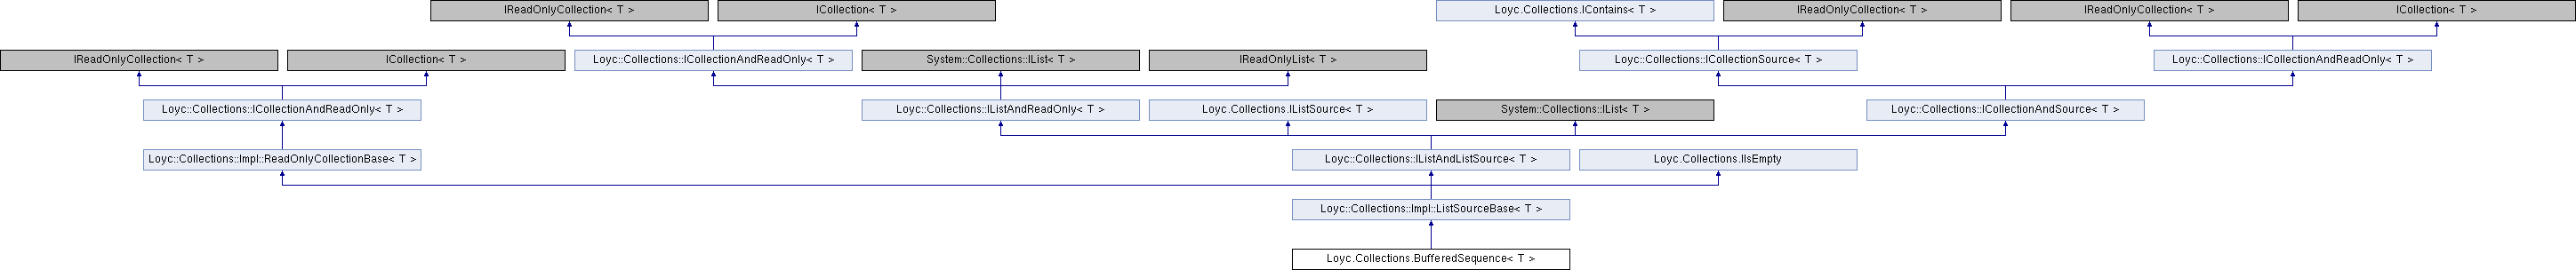 IReadOnlyCollection< T >
ICollection< T >
Loyc.Collections.IContains< T >
IReadOnlyCollection< T >
IReadOnlyCollection< T >
ICollection< T >
IReadOnlyCollection< T >
ICollection< T >
Loyc::Collections::ICollectionAndReadOnly< T >
System::Collections::IList< T >
IReadOnlyList< T >
Loyc::Collections::ICollectionSource< T >
Loyc::Collections::ICollectionAndReadOnly< T >
Loyc::Collections::ICollectionAndReadOnly< T >
Loyc::Collections::IListAndReadOnly< T >
Loyc.Collections.IListSource< T >
System::Collections::IList< T >
Loyc::Collections::ICollectionAndSource< T >
Loyc::Collections::Impl::ReadOnlyCollectionBase< T >
Loyc::Collections::IListAndListSource< T >
Loyc.Collections.IIsEmpty
Loyc::Collections::Impl::ListSourceBase< T >
Loyc.Collections.BufferedSequence< T >